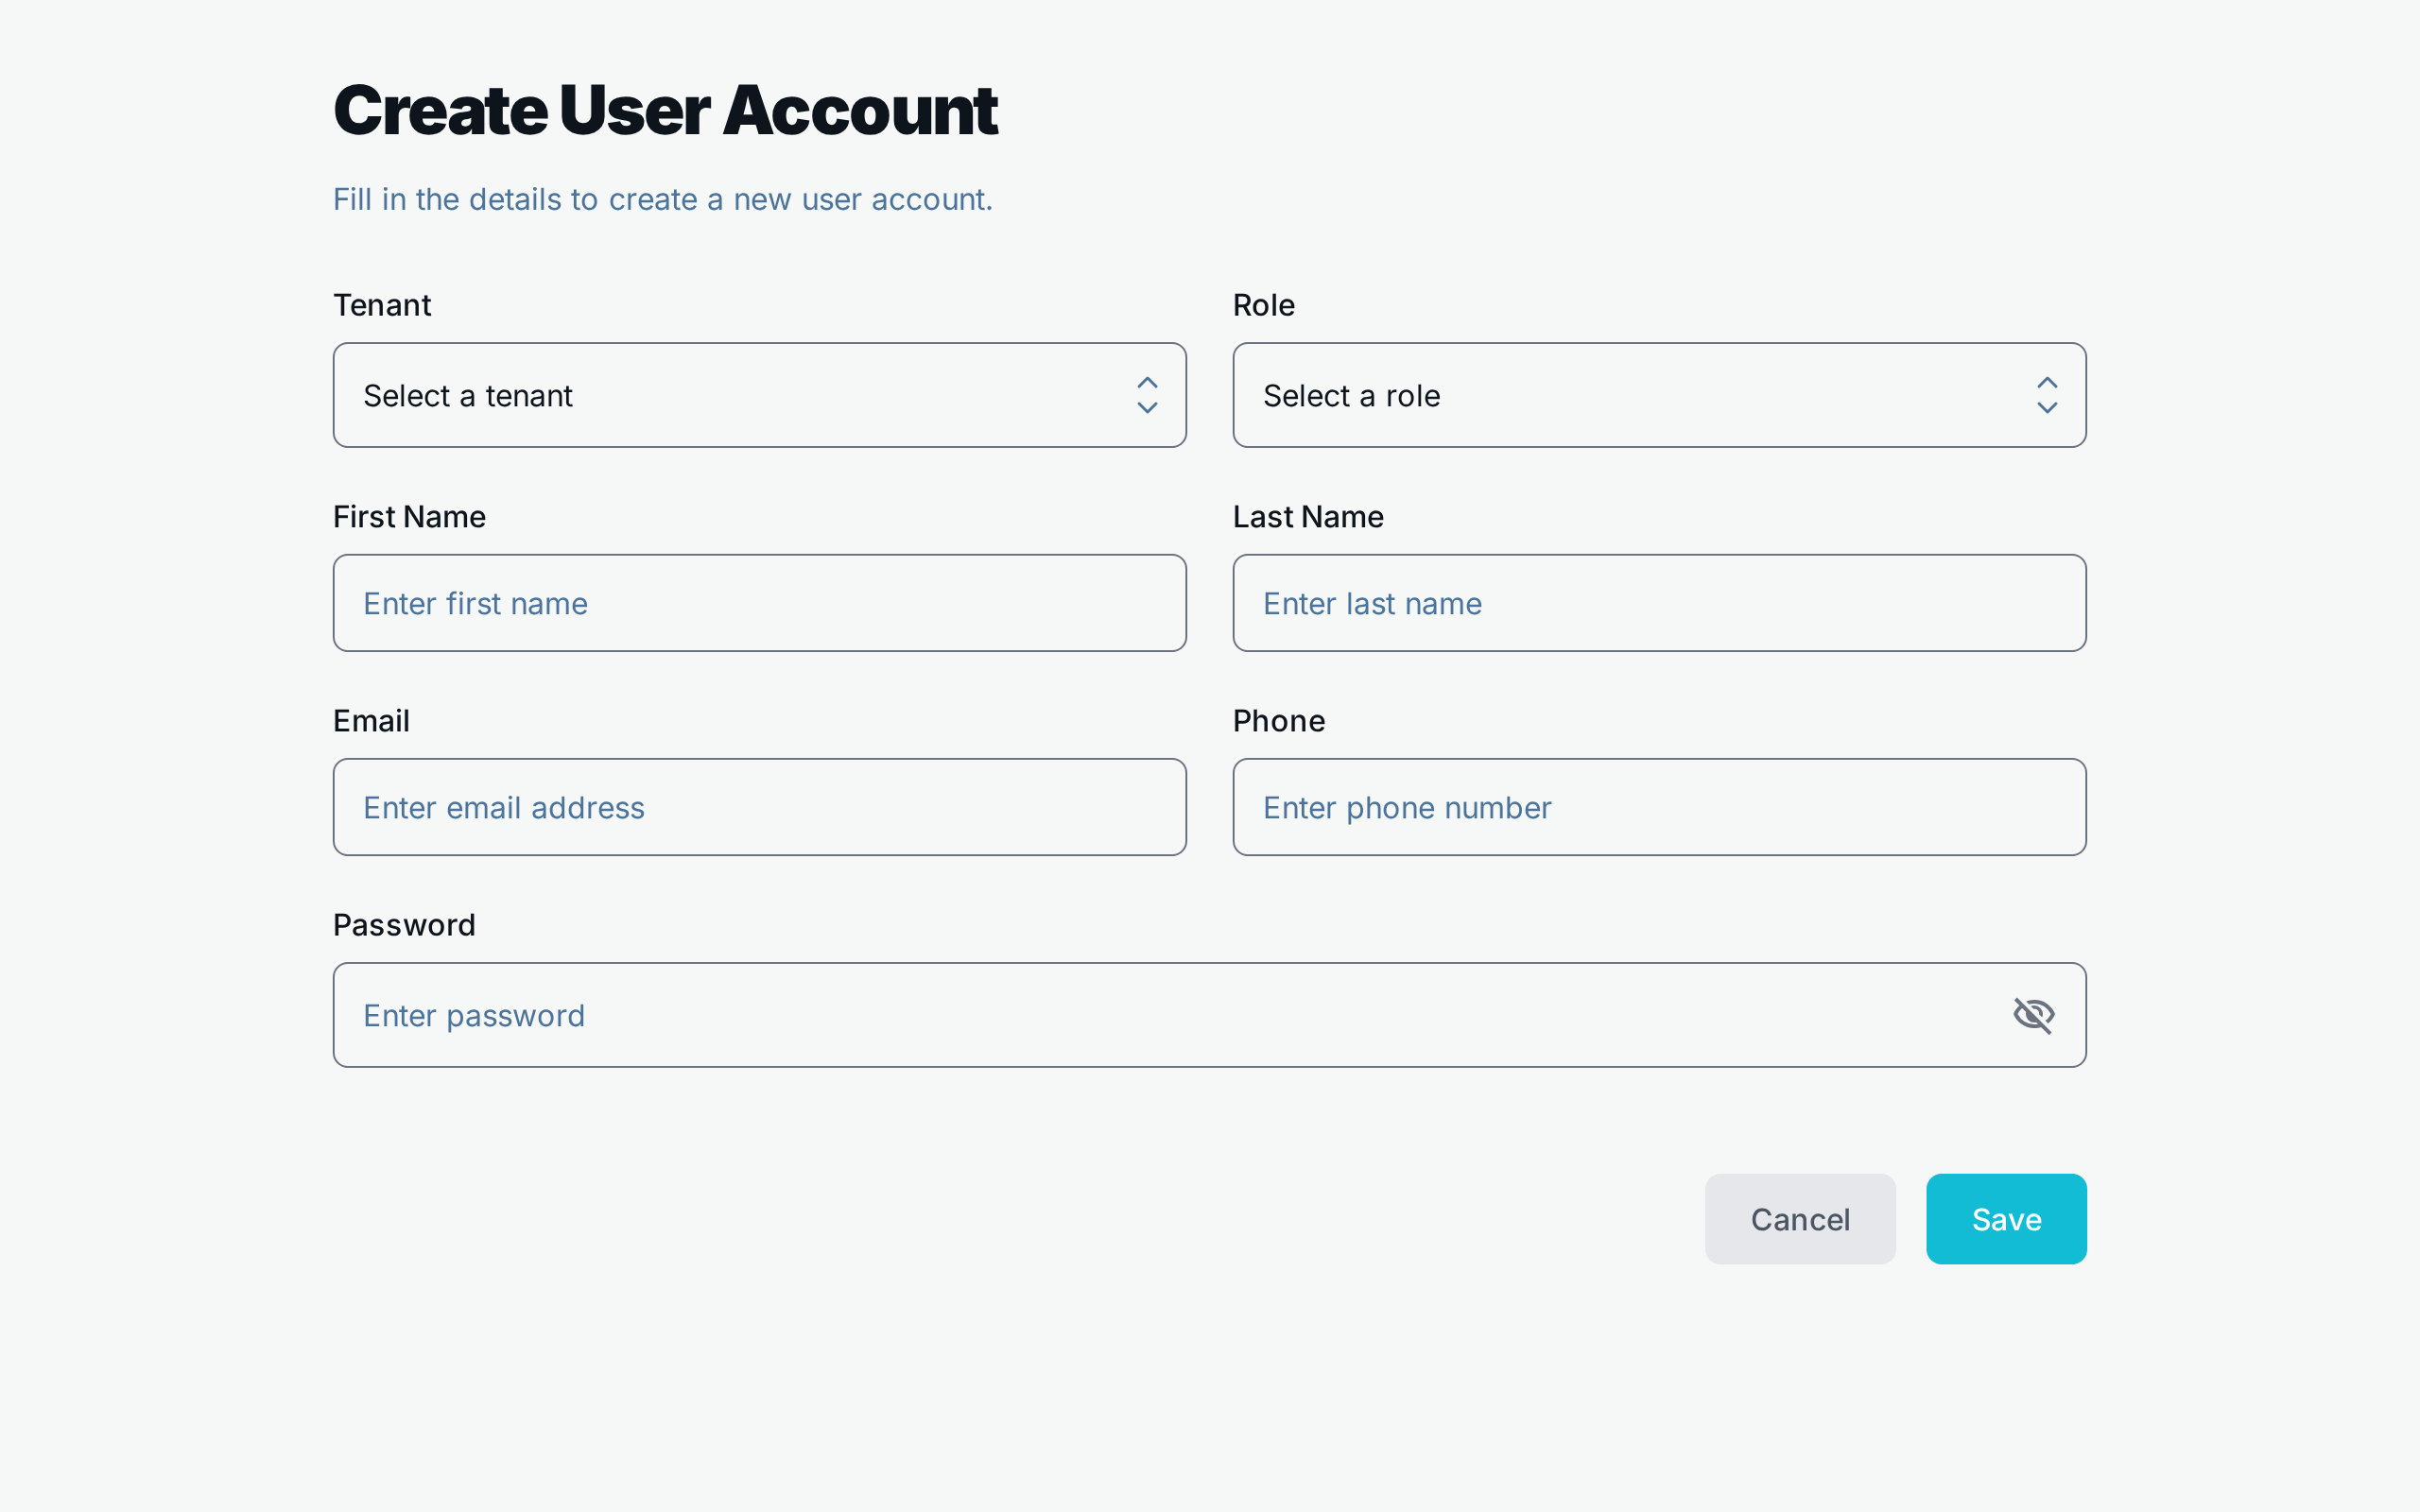 Create User Account
Fill in the details to create a new user account.
Tenant
Role
Select a tenant
Select a role
First Name
Last Name
Enter first name
Enter last name
Email
Phone
Enter email address
Enter phone number
Password
Enter password
Cancel
Save